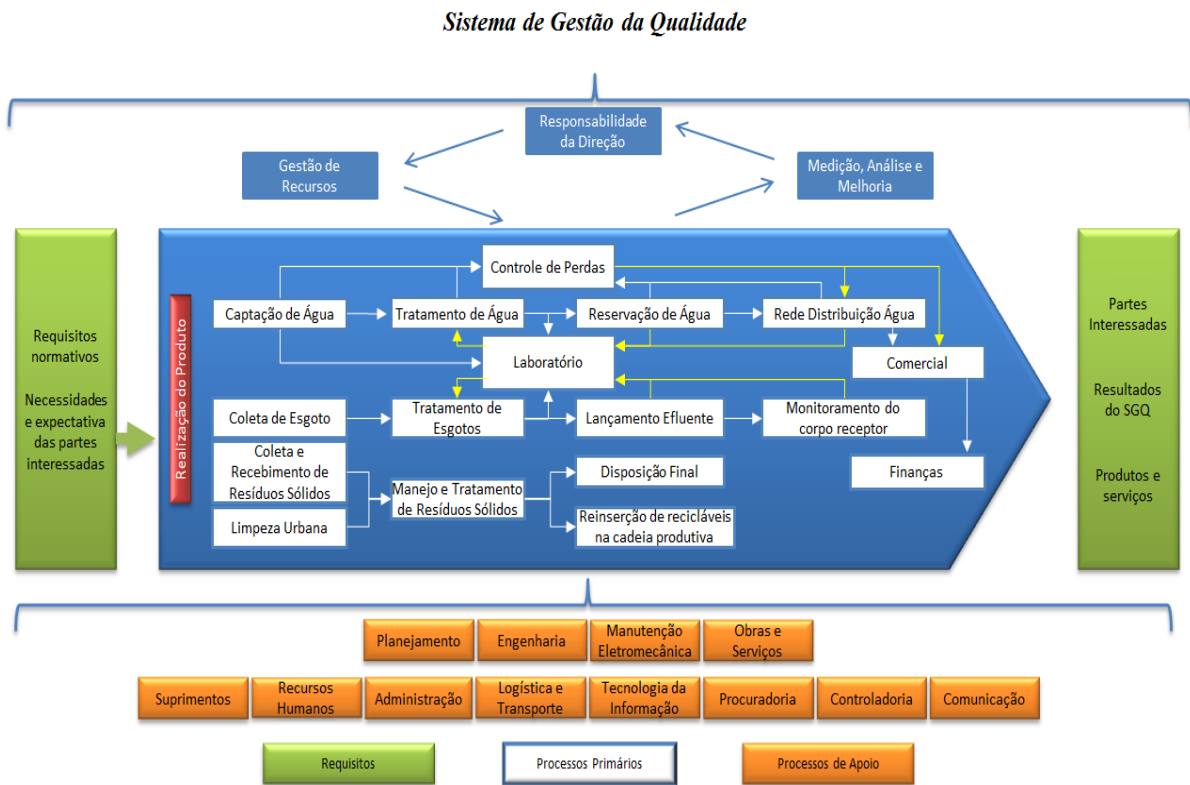 Sistema de Gestão da Qualidade
Responsabilidade
da Direção
Gestão de
Recursos
Medição, Análise e
Melhoria
Requisitos
normativos
Necessidades
e expectativa
das partes
interessadas
Realização do Produto
Controle de Perdas
Captação de Água
Tratamento de Água
Reservação de Água
Rede Distribuição Água
Laboratório
Comercial
Coleta de Esgoto
Tratamento de
Esgotos
Lançamento Efluente
Monitoramento do
corpo receptor
Coleta e
Recebimento de
Resíduos Sólidos
Manejo e Tratamento
de Resíduos Sólidos
Disposição Final
Finanças
Limpeza Urbana
Reinserção de recicláveis
na cadeia produtiva
Partes
Interessadas
Resultados
do SGQ
Produtos e
serviços
Planejamento
Engenharia
Manutenção
Eletromecânica
Obras e
Serviços
Suprimentos
Recursos
Humanos
Administração
Logística e
Transporte
Tecnologia da
Informação
Procuradoria
Controladoria
Comunicação
Requisitos
Processos Primários
Processos de Apoio